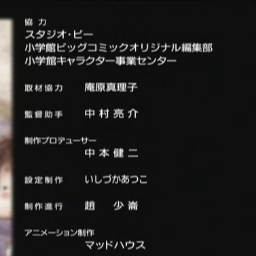 協力
スタジオ・ビー
小学館ビッグコミックオリジナル編集部
小学館キャラクター事業センター
取材協力 庵原真理子
監督助手 中村亮介
制作プロデューサー
中本健二
設定制作 いしづかあつこ
制作進行 趙 少崙
アニメーション制作
マッドハウス